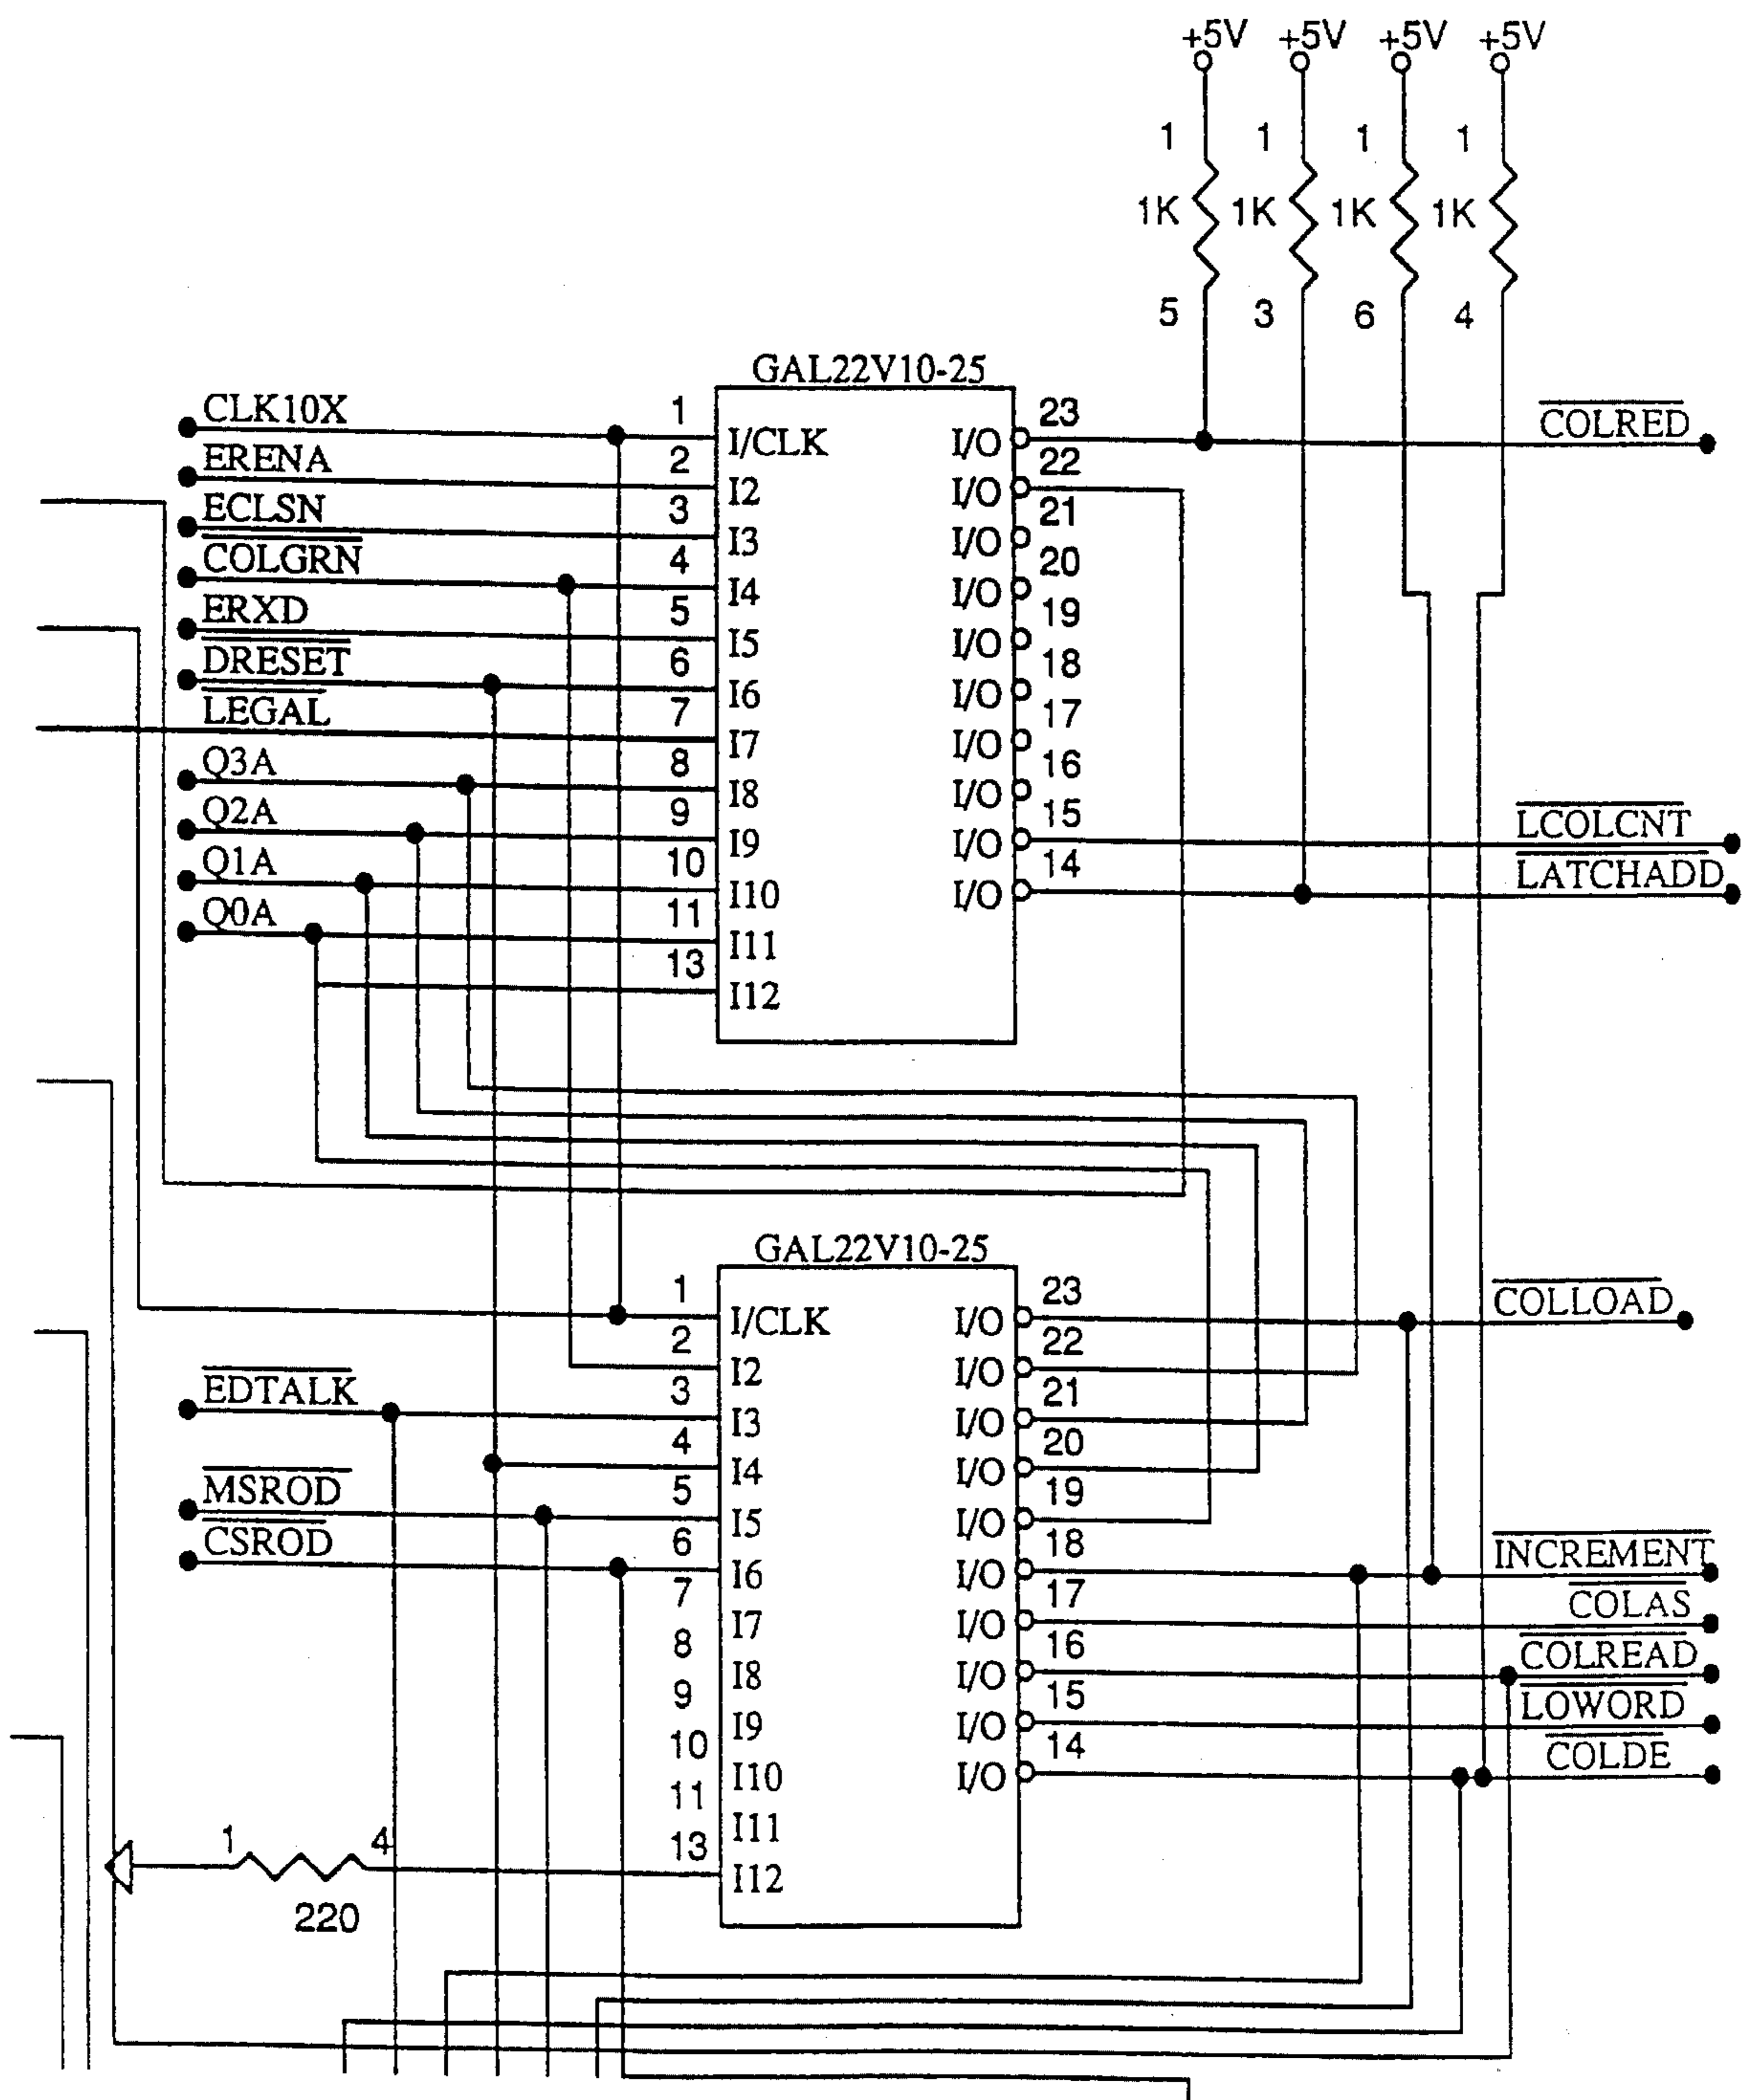 +5V +5V +5V +5V
1 1 1 1
1K 1K 1K 1K
5 3 6 4
GAL22V10-25
CLK10X 1 I/CLK I/O 23 COLRED
ERENA 2 I2 I/O 22
ECLSN 3 I3 I/O 21
COLGRN 4 I4 I/O 20
ERXD 5 I5 I/O 19
DRESET 6 I6 I/O 18
LEGAL 7 I7 I/O 17
Q3A 8 I8 I/O 16
Q2A 9 I9 I/O 15 LCOLCNT
Q1A 10 I10 I/O 14 LATCHADD
Q0A 11 I11
13 I12
GAL22V10-25
1 I/CLK I/O 23 COLLOAD
2 I2 I/O 22
EDTALK 3 I3 I/O 21
4 I4 I/O 20
MSROD 5 I5 I/O 19
CSROD 6 I6 I/O 18 INCREMENT
7 I7 I/O 17 COLAS
8 I8 I/O 16 COLREAD
9 I9 I/O 15 LOWORD
10 I10 I/O 14 COLDE
11 I11
1 4 13 I12
220